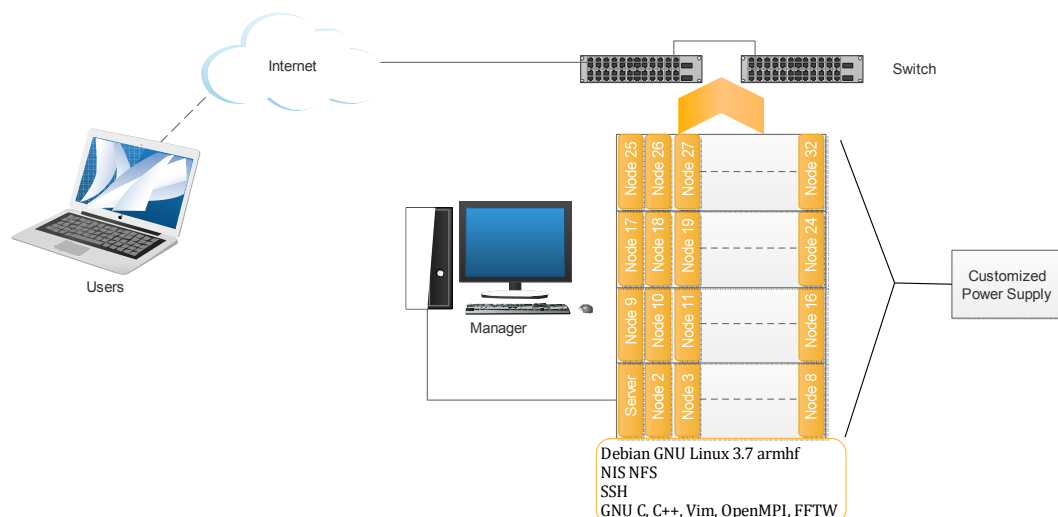 Internet
Switch
Users
Manager
Node 25
Node 26
Node 27
Node 32
Node 17
Node 18
Node 19
Node 24
Node 9
Node 10
Node 11
Node 16
Server
Node 2
Node 3
Node 8
Customized
Power Supply
Debian GNU Linux 3.7 armhf
NIS NFS
SSH
GNU C, C++, Vim, OpenMPI, FFTW